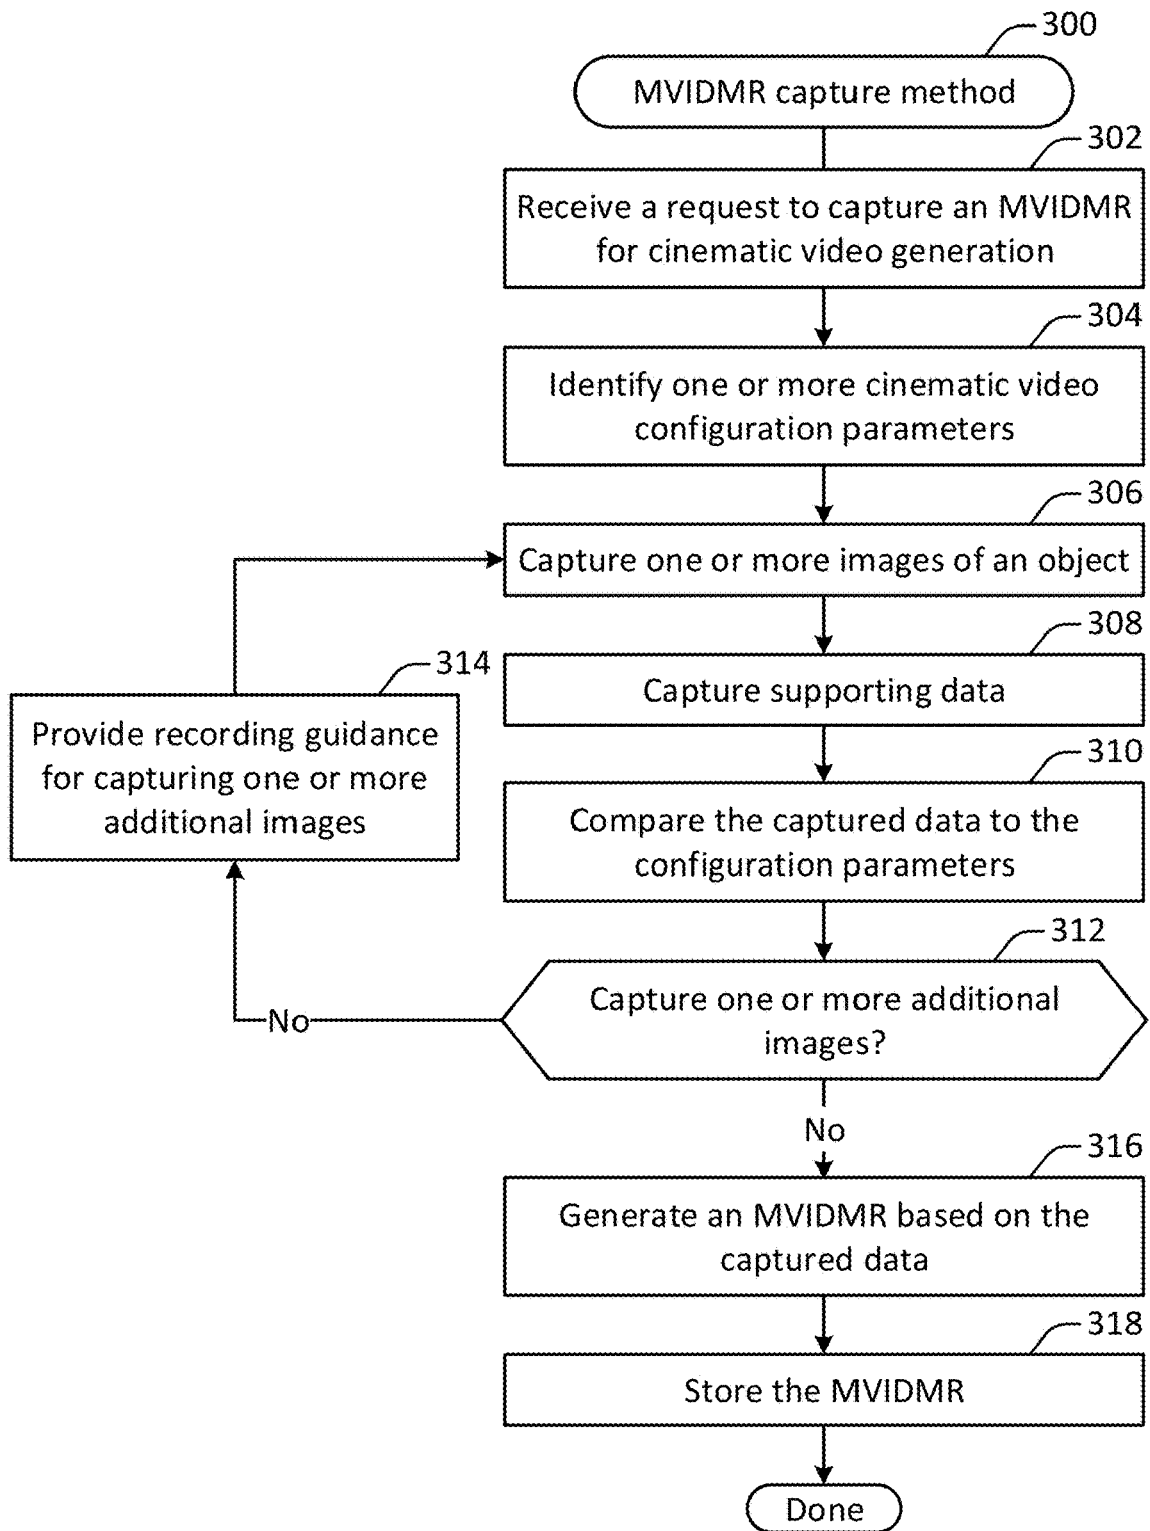 300
MVIDMR capture method
302
Receive a request to capture an MVIDMR
for cinematic video generation
304
Identify one or more cinematic video
configuration parameters
306
Capture one or more images of an object
308
Capture supporting data
314
Provide recording guidance
for capturing one or more
additional images
310
Compare the captured data to the
configuration parameters
312
Capture one or more additional
images?
No
No
316
Generate an MVIDMR based on the
captured data
318
Store the MVIDMR
Done